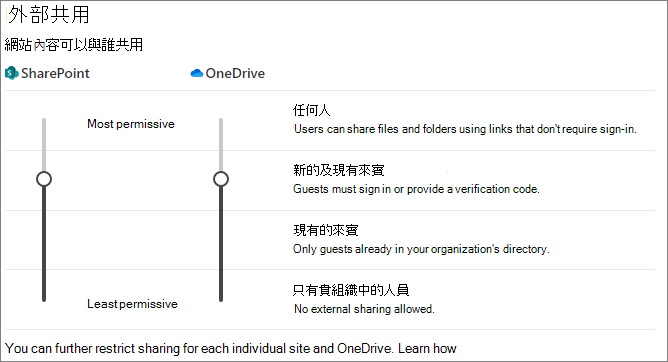 外部共用
網站內容可以與誰共用
SharePoint
OneDrive
Most permissive
任何人
Users can share files and folders using links that don't require sign-in.
新的及現有來賓
Guests must sign in or provide a verification code.
現有的來賓
Only guests already in your organization's directory.
Least permissive
只有貴組織中的人員
No external sharing allowed.
You can further restrict sharing for each individual site and OneDrive. Learn how